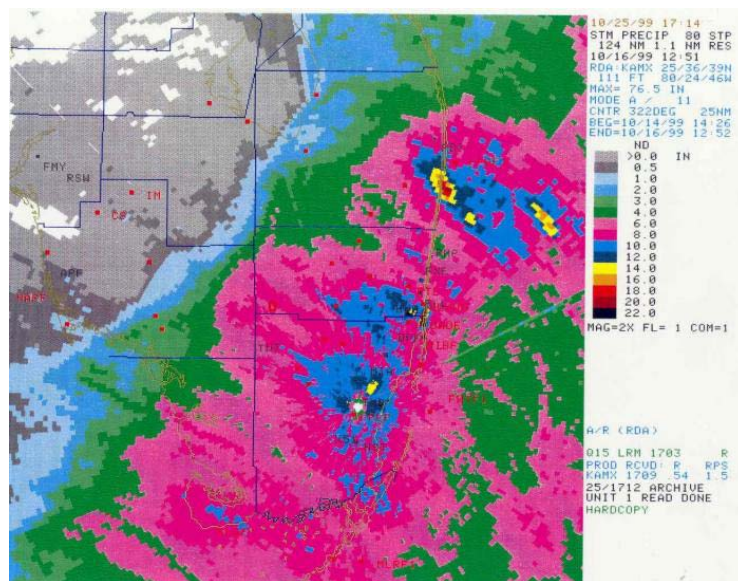 10/25/99 17:14
STM PRECIP 80 STP
124 NM 1.1 NM RES
10/16/99 12:51
RDA:KAMX 25/36/39N
111 FT 80/24/46W
MAX= 76.5 IN
MODE A / 11
CNTR 322DEG 25NM
BEG=10/14/99 14:26
END=10/16/99 12:52
ND
>0.0 IN
0.5
1.0
2.0
3.0
4.0
6.0
8.0
10.0
12.0
14.0
16.0
18.0
20.0
22.0
MAG=2X FL= 1 COM=1
FMY
RSW
IM
A/R (RDA)
Q15 LRM 1703 R
PROD RCVD: R RPS
KAMX 1709 .54 1.5
25/1712 ARCHIVE
UNIT 1 READ DONE
HARDCOPY